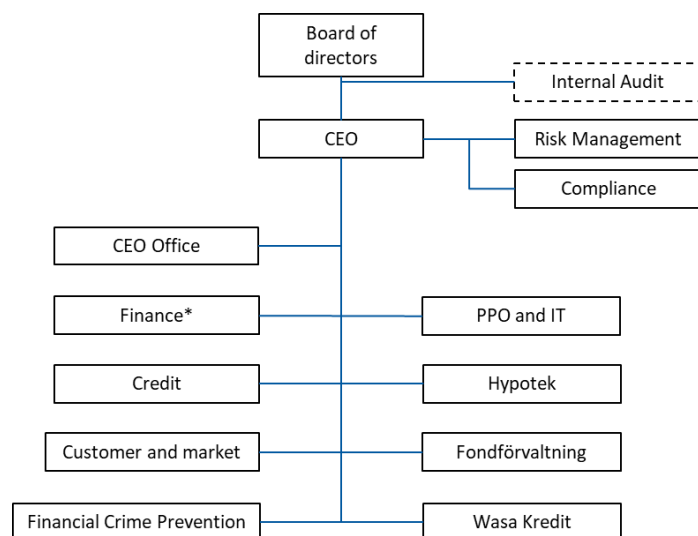 Board of
directors
Internal Audit
CEO
Risk Management
Compliance
CEO Office
Finance*
PPO and IT
Credit
Hypotek
Customer and market
Fondförvaltning
Financial Crime Prevention
Wasa Kredit